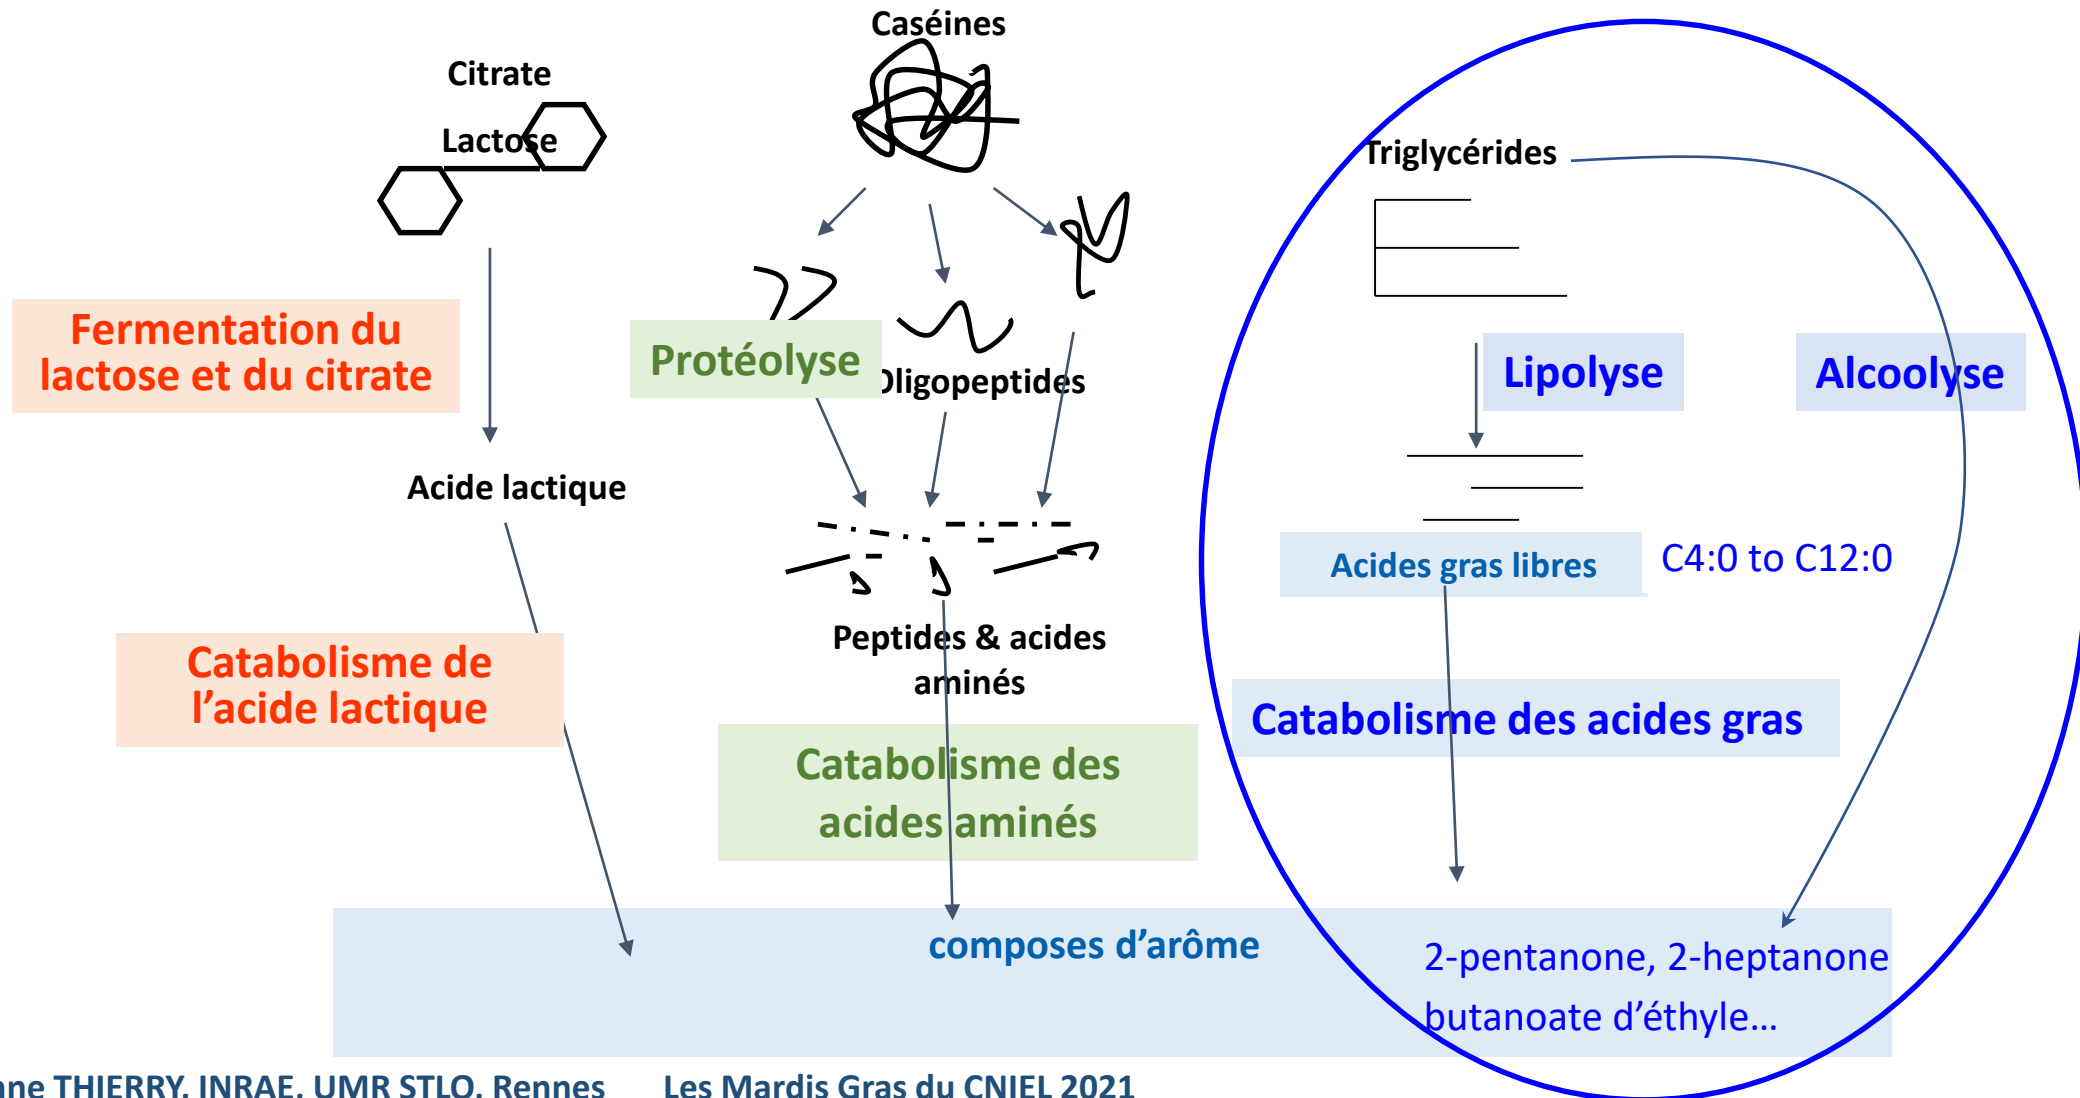 Caséines
Citrate
Lactose
Triglycérides
Fermentation du
lactose et du citrate
Protéolyse
Oligopeptides
Lipolyse
Alcoolyse
Acide lactique
Acides gras libres
C4:0 to C12:0
Peptides & acides
aminés
Catabolisme de
l'acide lactique
Catabolisme des acides gras
Catabolisme des
acides aminés
composes d'arôme
2-pentanone, 2-heptanone
butanoate d'éthyle…
THIERRY, INRAE, UMR STLO, Rennes
Les Mardis Gras du CNIEL 2021